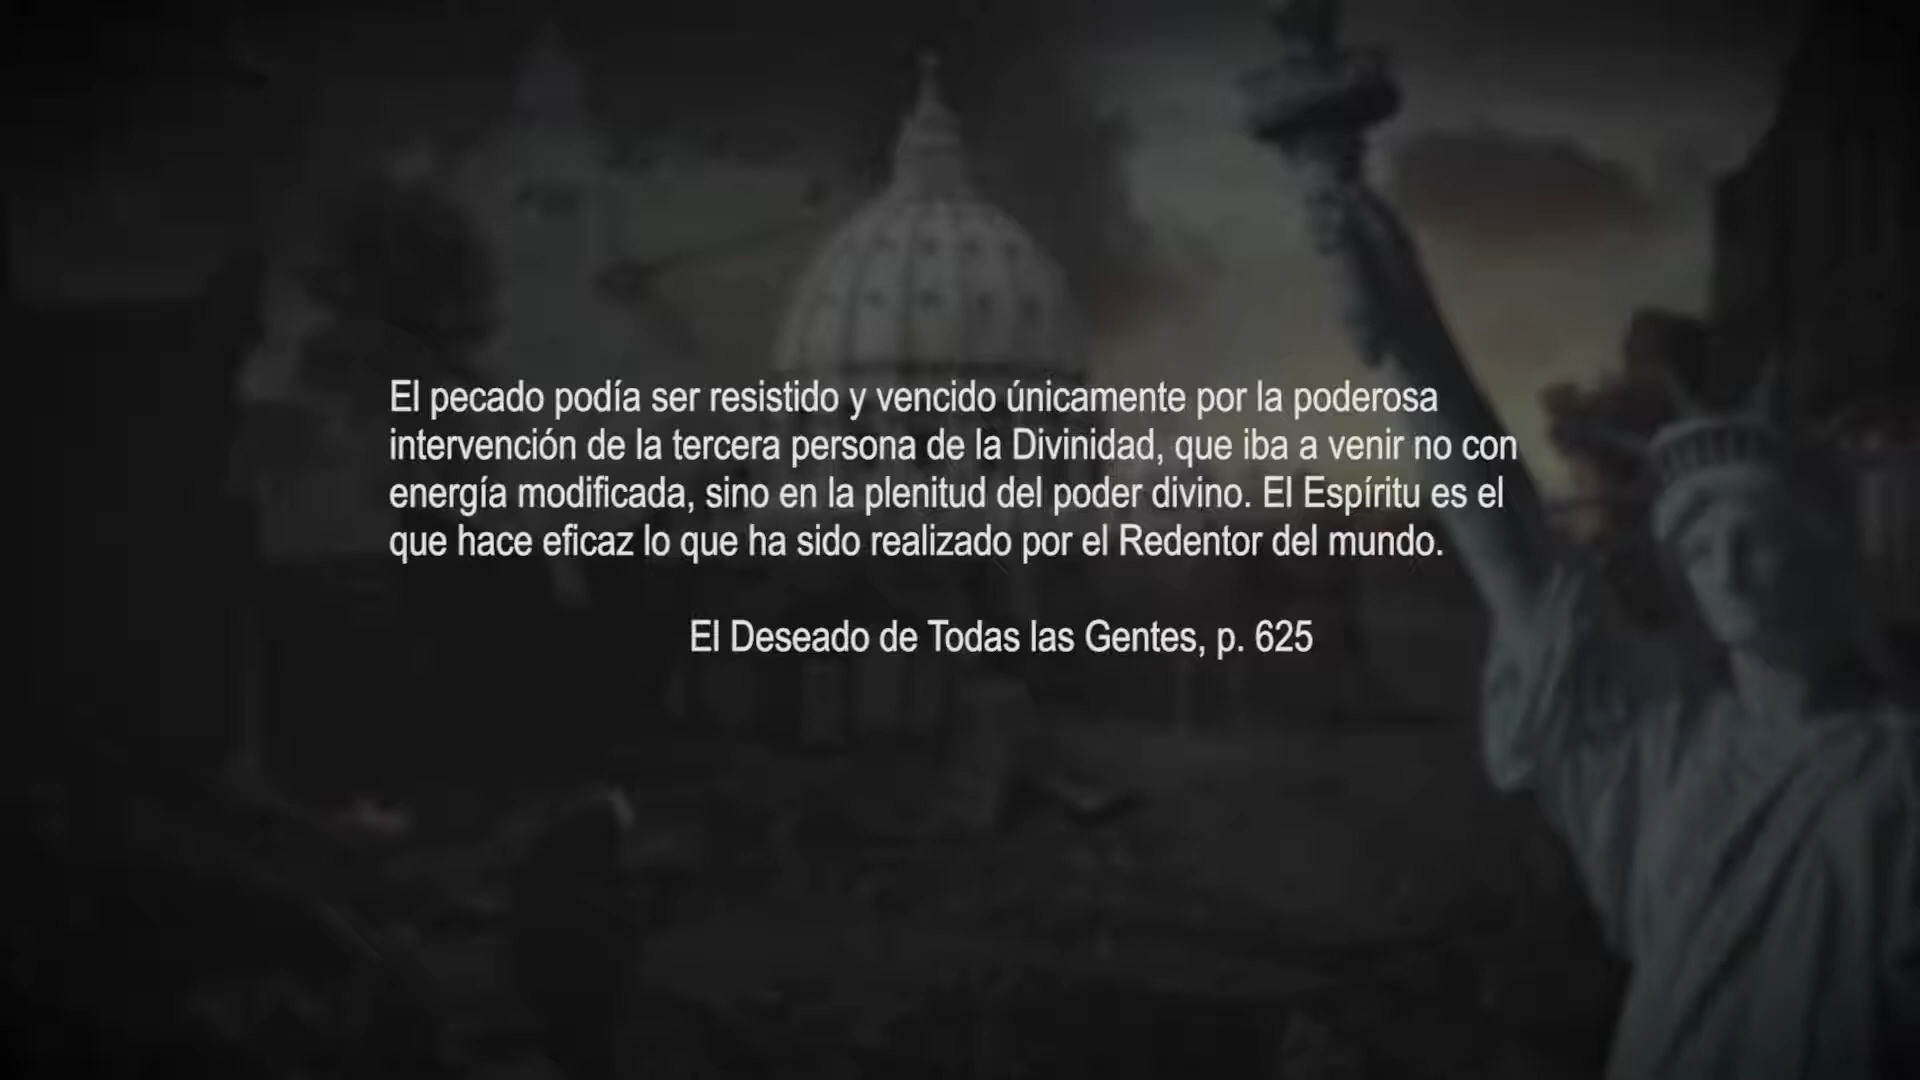 El pecado podía ser resistido y vencido únicamente por la poderosa
intervención de la tercera persona de la Divinidad, que iba a venir no con
energía modificada, sino en la plenitud del poder divino. El Espíritu es el
que hace eficaz lo que ha sido realizado por el Redentor del mundo.
El Deseado de Todas las Gentes, p. 625